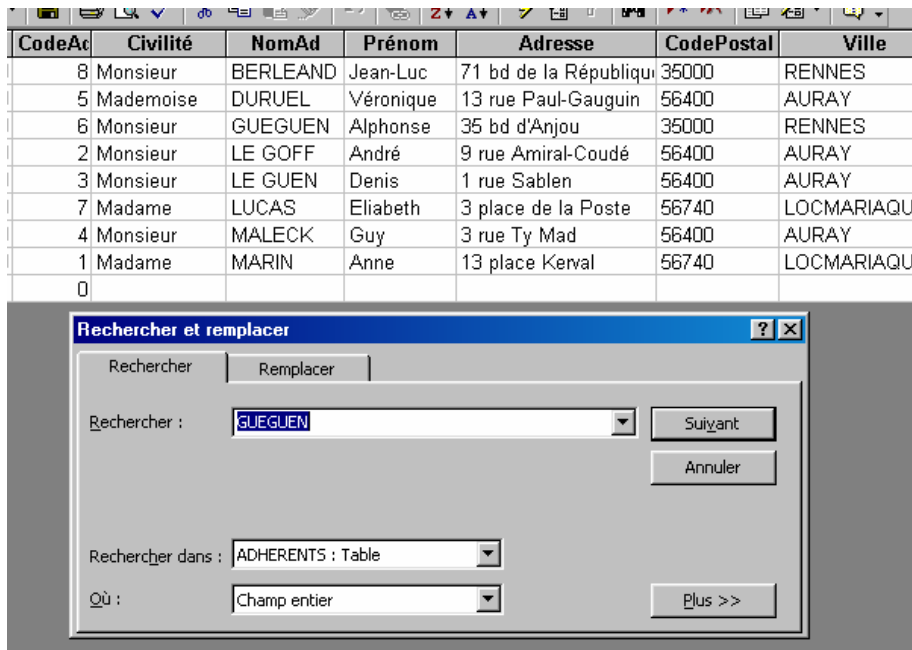 CodeAd Civilité NomAd Prénom Adresse CodePostal Ville
8 Monsieur BERLEAND Jean-Luc 71 bd de la Républiqu 35000 RENNES
5 Mademoise DURUEL Véronique 13 rue Paul-Gauguin 56400 AURAY
6 Monsieur GUEGUEN Alphonse 35 bd d'Anjou 35000 RENNES
2 Monsieur LE GOFF André 9 rue Amiral-Coudé 56400 AURAY
3 Monsieur LE GUEN Denis 1 rue Sablen 56400 AURAY
7 Madame LUCAS Eliabeth 3 place de la Poste 56740 LOCMARIAQU
4 Monsieur MALECK Guy 3 rue Ty Mad 56400 AURAY
1 Madame MARIN Anne 13 place Kerval 56740 LOCMARIAQU
0
Rechercher et remplacer
Rechercher Remplacer
Rechercher : GUEGUEN Suivant
Annuler
Rechercher dans : ADHERENTS : Table
Où : Champ entier Plus >>